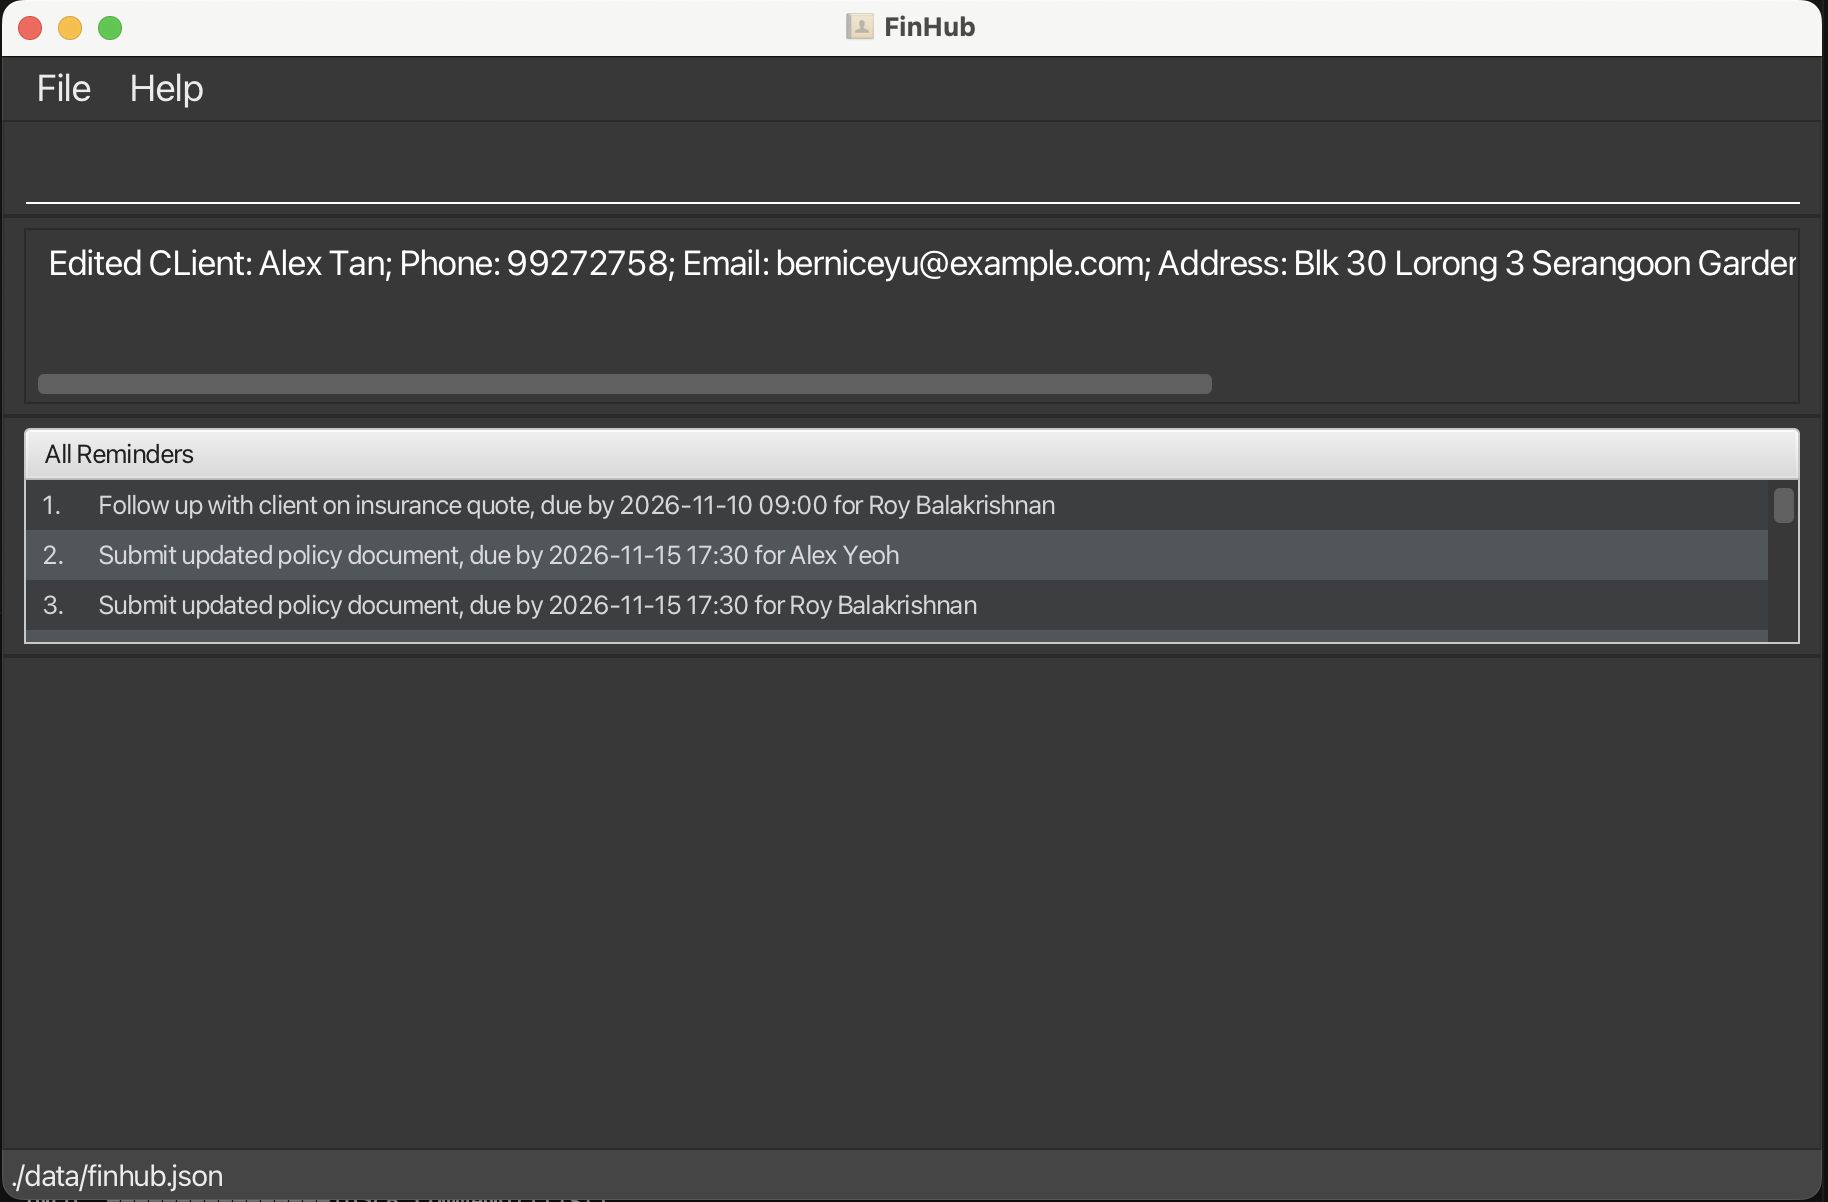 FinHub
File Help
Edited CLient: Alex Tan; Phone: 99272758; Email: berniceyu@example.com; Address: Blk 30 Lorong 3 Serangoon
All Reminders
1. Follow up with client on insurance quote, due by 2026-11-10 09:00 for Roy Balakrishnan
2. Submit updated policy document, due by 2026-11-15 17:30 for Alex Yeoh
3. Submit updated policy document, due by 2026-11-15 17:30 for Roy Balakrishnan
./data/finhub.json